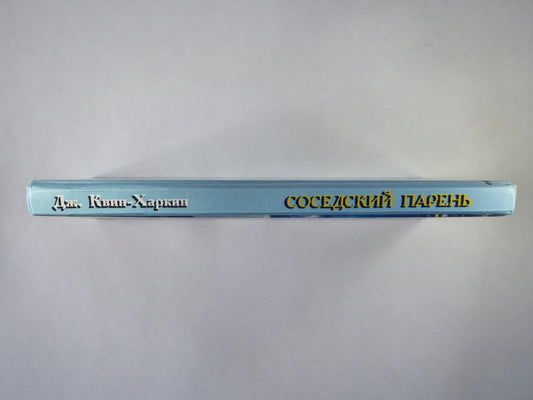 Дж. Квин-Харкин
СОСЕДСКИЙ ПАРЕНЬ